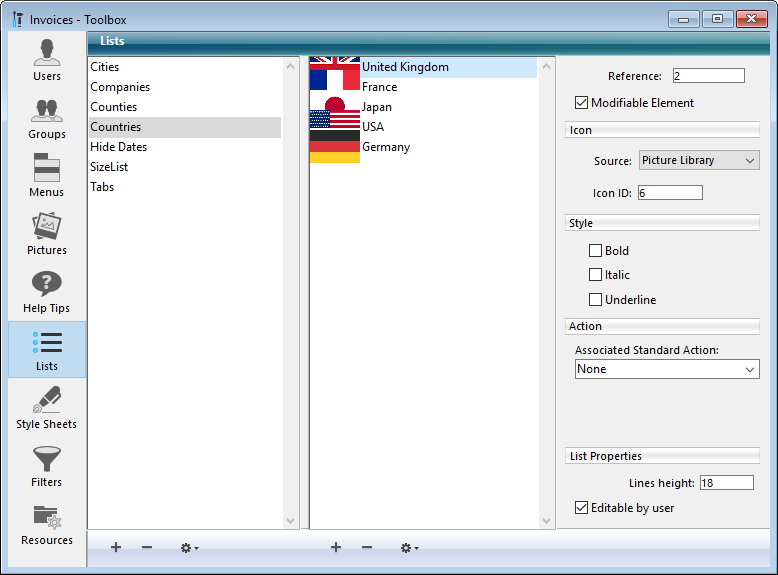 Invoices - Toolbox
Users
Groups
Menus
Pictures
Help Tips
Lists
Style Sheets
Filters
Resources
Lists
Cities
Companies
Counties
Countries
Hide Dates
SizeList
Tabs
United Kingdom
France
Japan
USA
Germany
Reference: 2
Modifiable Element
Icon
Source: Picture Library
Icon ID: 6
Style
Bold
Italic
Underline
Action
Associated Standard Action:
None
List Properties
Lines height: 18
Editable by user